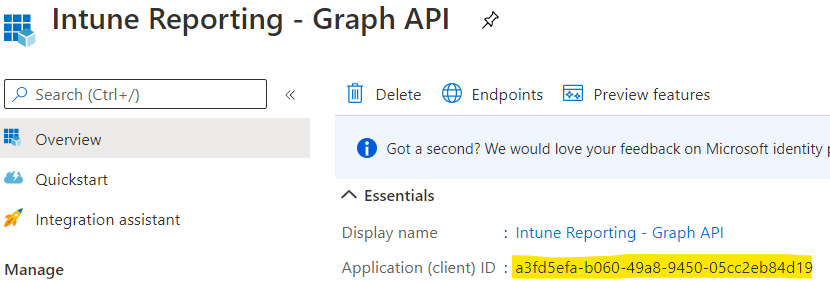 Intune Reporting - Graph API
Search (Ctrl+/)
«
Overview
Quickstart
Integration assistant
Manage
Delete Endpoints Preview features
Got a second? We would love your feedback on Microsoft identity
Essentials
Display name : Intune Reporting - Graph API
Application (client) ID : a3fd5efa-b060-49a8-9450-05cc2eb84d19